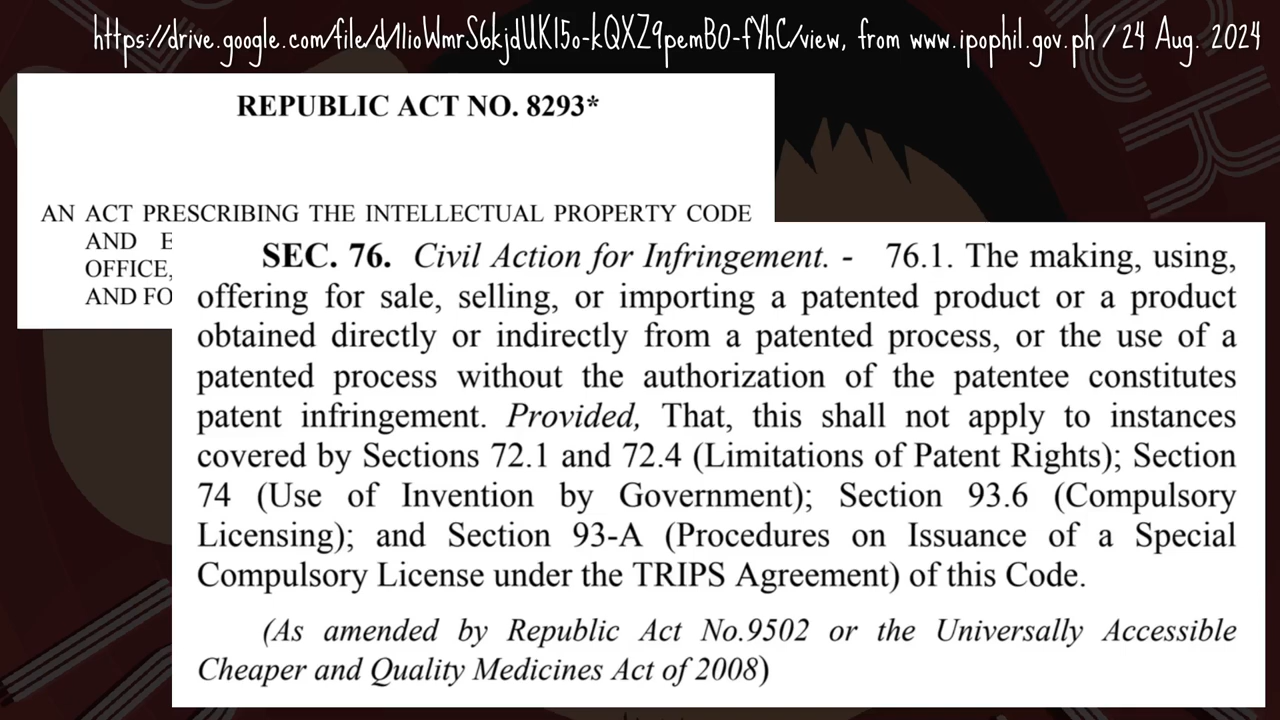 https://drive.google.com/file/d/1lioWmrS6kjdUKI5o-kQXZ9pemBO-fYhC/view, from www.ipophil.gov.ph / 24 Aug. 2024
REPUBLIC ACT NO. 8293*
AN ACT PRESCRIBING THE INTELLECTUAL PROPERTY CODE
AND E
OFFICE,
AND FO
SEC. 76. Civil Action for Infringement. - 76.1. The making, using,
offering for sale, selling, or importing a patented product or a product
obtained directly or indirectly from a patented process, or the use of a
patented process without the authorization of the patentee constitutes
patent infringement. Provided, That, this shall not apply to instances
covered by Sections 72.1 and 72.4 (Limitations of Patent Rights); Section
74 (Use of Invention by Government); Section 93.6 (Compulsory
Licensing); and Section 93-A (Procedures on Issuance of a Special
Compulsory License under the TRIPS Agreement) of this Code.
(As amended by Republic Act No.9502 or the Universally Accessible
Cheaper and Quality Medicines Act of 2008)